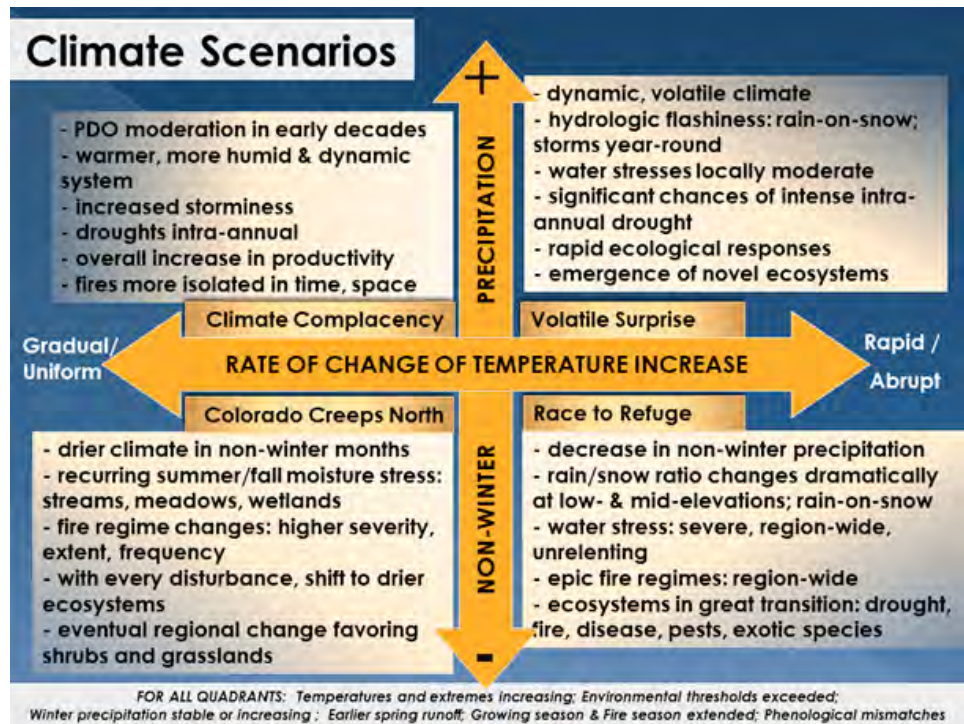 Climate Scenarios
+
- PDO moderation in early decades
- warmer, more humid & dynamic
system
- increased storminess
- droughts intra-annual
- overall increase in productivity
- fires more isolated in time, space
- dynamic, volatile climate
- hydrologic flashiness: rain-on-snow;
storms year-round
- water stresses locally moderate
- significant chances of intense intra-
annual drought
- rapid ecological responses
- emergence of novel ecosystems
PRECIPITATION
Climate Complacency
Volatile Surprise
Gradual/
Uniform
RATE OF CHANGE OF TEMPERATURE INCREASE
Rapid /
Abrupt
Colorado Creeps North
Race to Refuge
- drier climate in non-winter months
- recurring summer/fall moisture stress:
streams, meadows, wetlands
- fire regime changes: higher severity,
extent, frequency
- with every disturbance, shift to drier
ecosystems
- eventual regional change favoring
shrubs and grasslands
NON-WINTER
- decrease in non-winter precipitation
- rain/snow ratio changes dramatically
at low- & mid-elevations; rain-on-snow
- water stress: severe, region-wide,
unrelenting
- epic fire regimes: region-wide
- ecosystems in great transition: drought,
fire, disease, pests, exotic species
-
FOR ALL QUADRANTS: Temperatures and extremes increasing; Environmental thresholds exceeded;
Winter precipitation stable or increasing ; Earlier spring runoff; Growing season & Fire season extended; Phenological mismatches